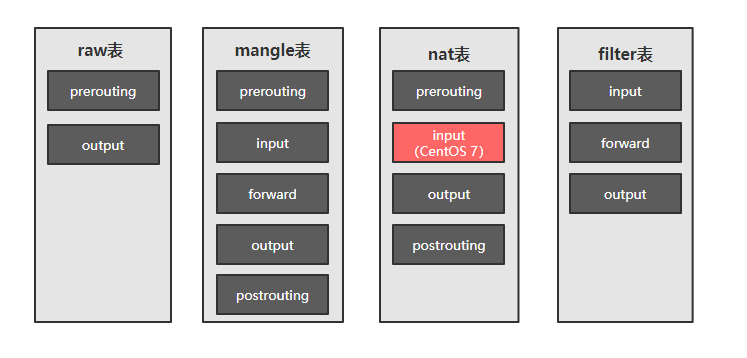 raw表
prerouting
output
mangle表
prerouting
input
forward
output
postrouting
nat表
prerouting
input
（CentOS 7）
output
postrouting
filter表
input
forward
output